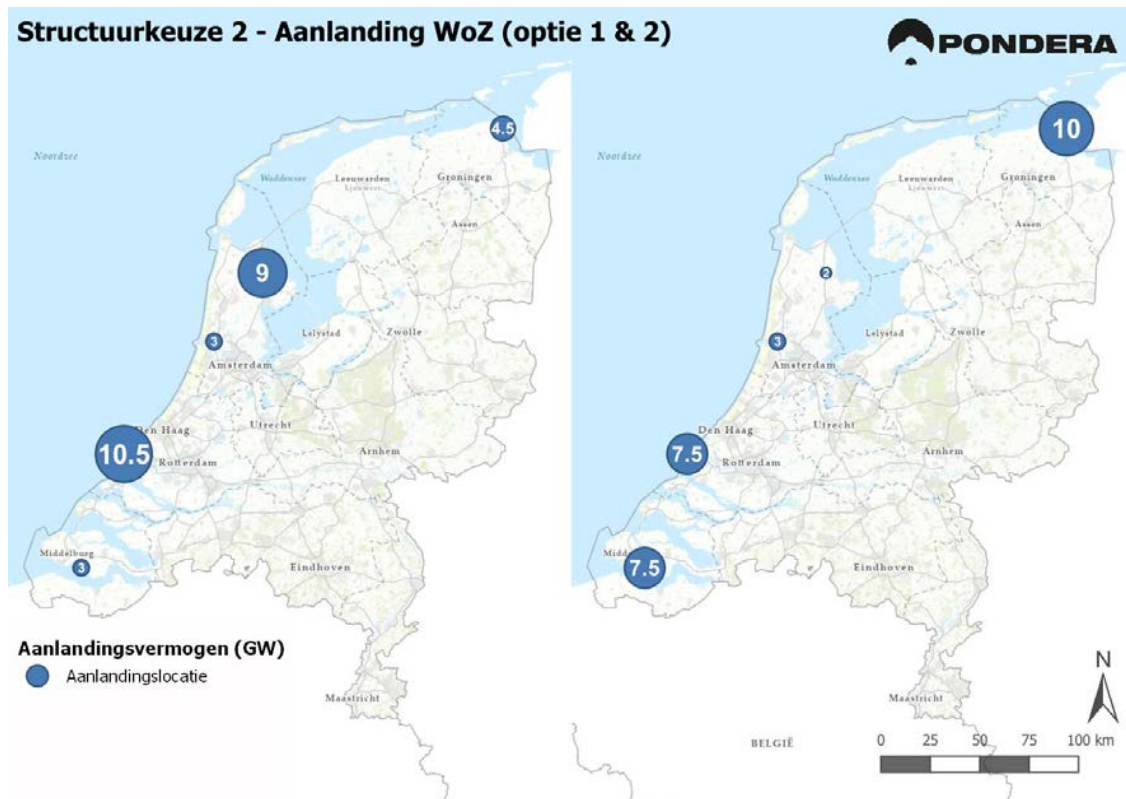 Structuurkeuze 2 - Aanlanding WoZ (optie 1 & 2)
PONDERA
4.5
Noordzee
Waddenzee
Leeuwarden
Ljouwert
Groningen
Assen
9
3
Lelystad
Zwolle
Amsterdam
Den Haag
Utrecht
10.5
Arnhem
Rotterdam
Middelburg
3
Eindhoven
Maastricht
Aanlandingsvermogen (GW)
Aanlandingslocatie
10
Noordzee
Waddenzee
Leeuwarden
Ljouwert
Groningen
Assen
2
3
Lelystad
Zwolle
Amsterdam
Den Haag
Utrecht
7.5
Arnhem
Rotterdam
Midd
7.5
Eindhoven
Maastricht
BELGIË
N
0 25 50 75 100 km